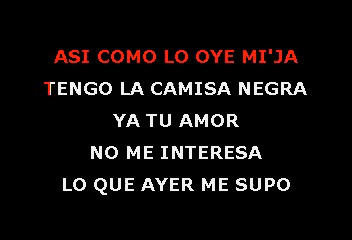 ASI COMO LO OYE MI'JA
TENGO LA CAMISA NEGRA
YA TU AMOR
NO ME INTERESA
LO QUE AYER ME SUPO